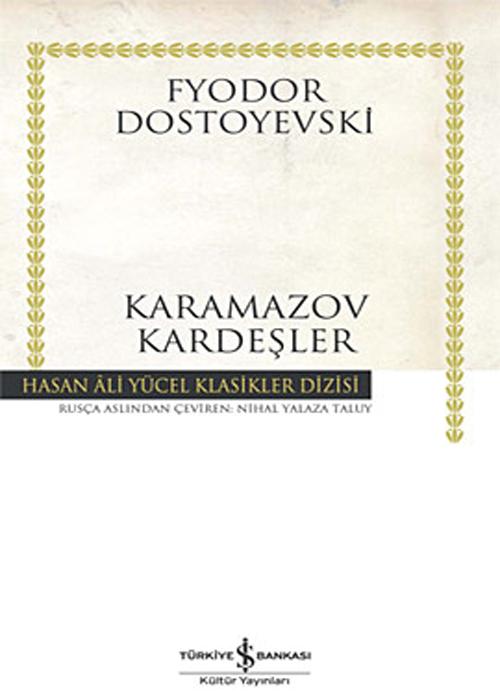 FYODOR
DOSTOYEVSKİ
KARAMAZOV
KARDEŞLER
HASAN ÂLİ YÜCEL KLASİKLER DİZİSİ
RUSÇA ASLINDAN ÇEVİREN: NİHAL YALAZA TALUY
TÜRKİYE İŞ BANKASI
Kültür Yayınları